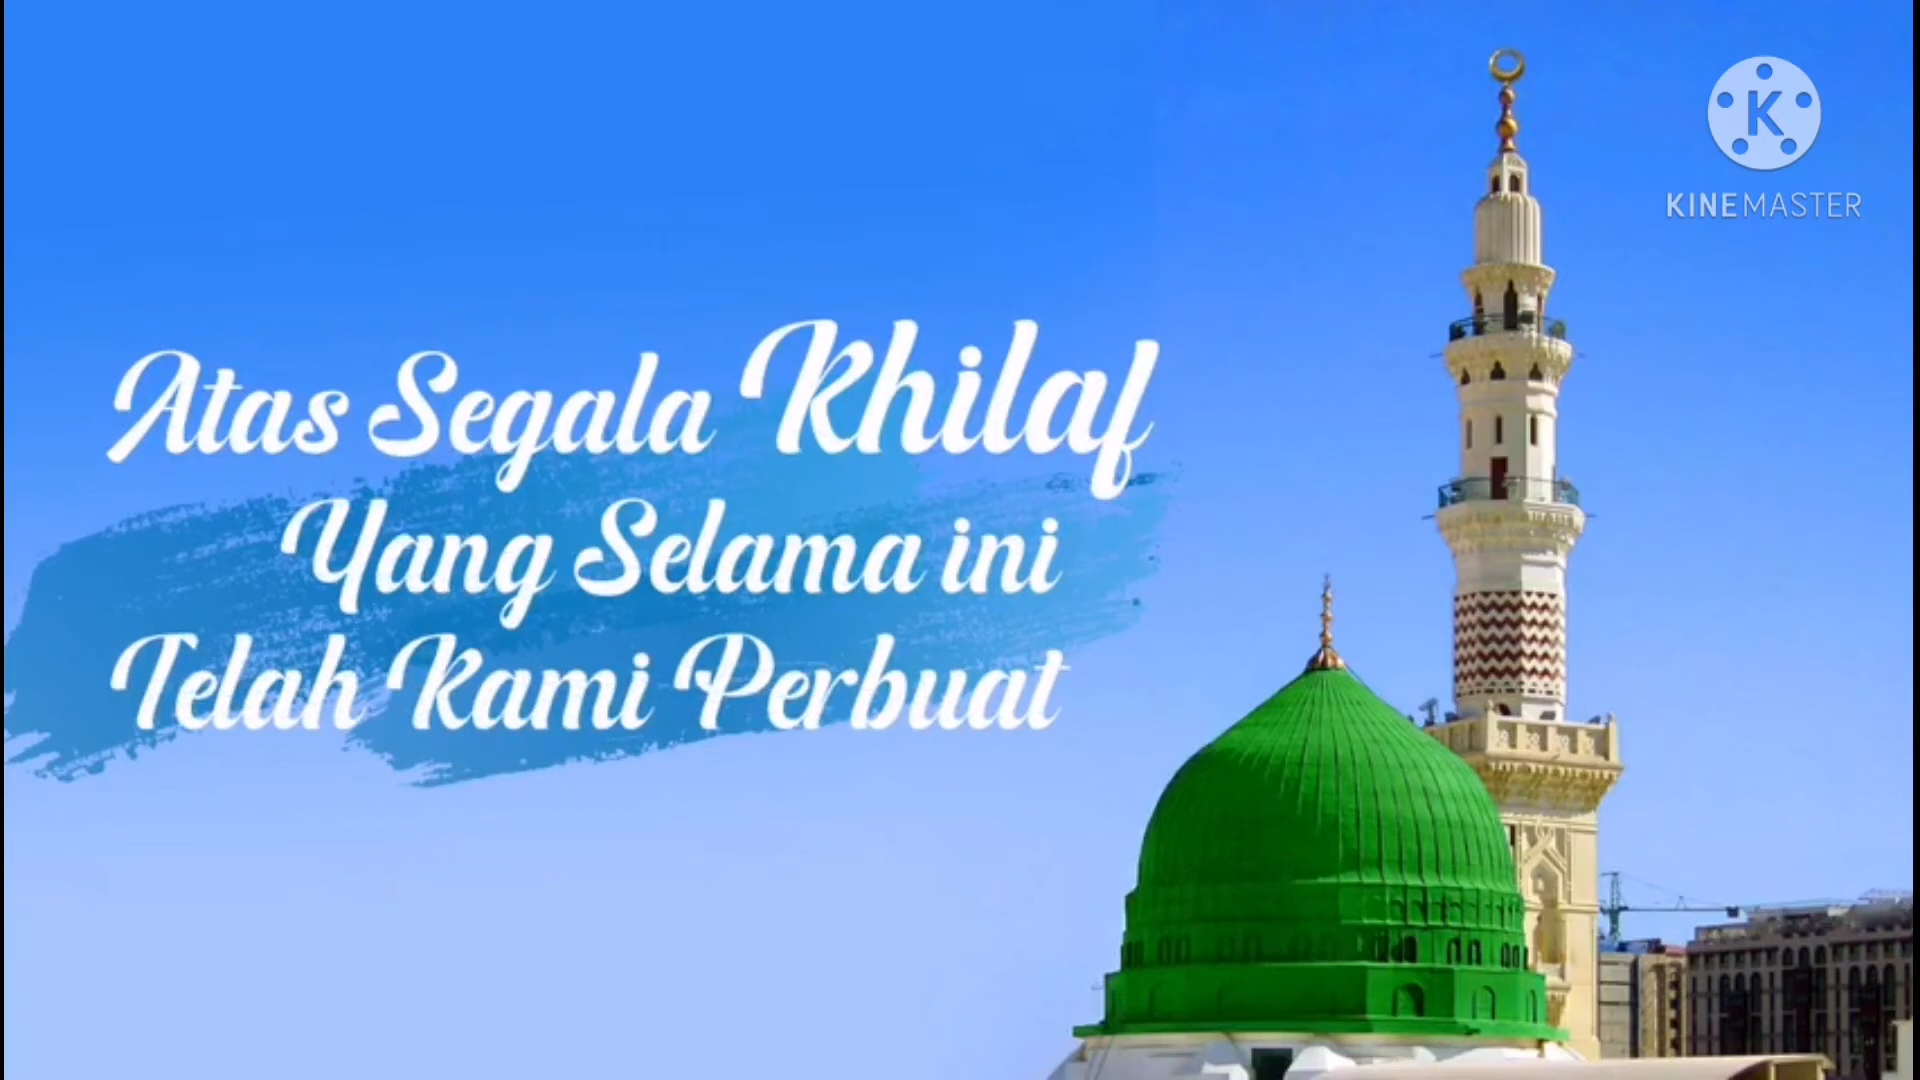 Atas Segala Khilaf
Yang Selama ini
Telah Kami Perbuat
K
KINEMASTER